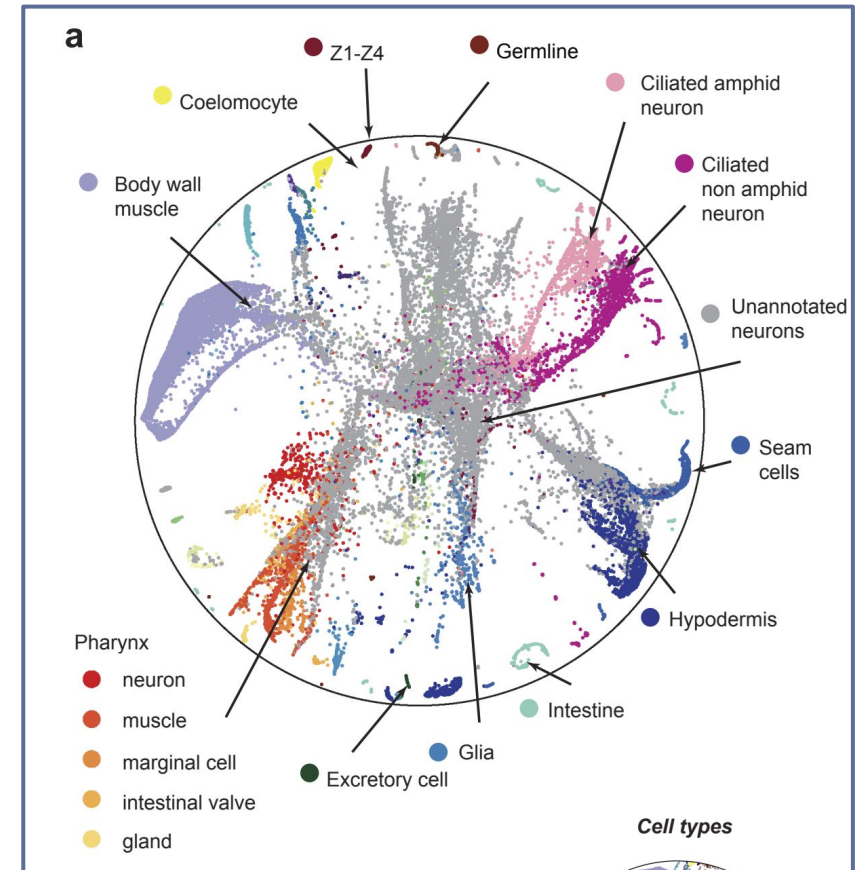 a
Z1-Z4
Germline
Coelomocyte
Ciliated amphid
neuron
Ciliated
non amphid
neuron
Body wall
muscle
Unannotated
neurons
Seam
cells
Hypodermis
Pharynx
neuron
muscle
marginal cell
intestinal valve
gland
Intestine
Glia
Excretory cell
Cell types